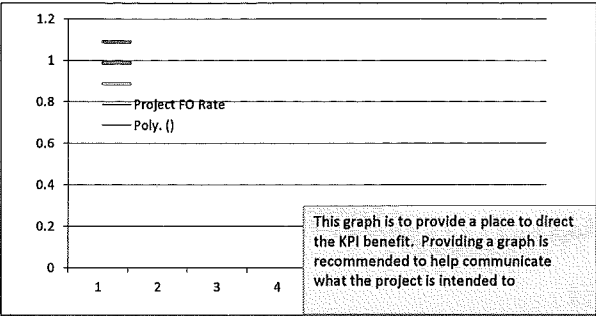 1.2
1
0.8
0.6
0.4
0.2
0
Project FO Rate
Poly. ()
1 2 3 4
This graph is to provide a place to direct
the KPI benefit. Providing a graph is
recommended to help communicate
what the project is intended to